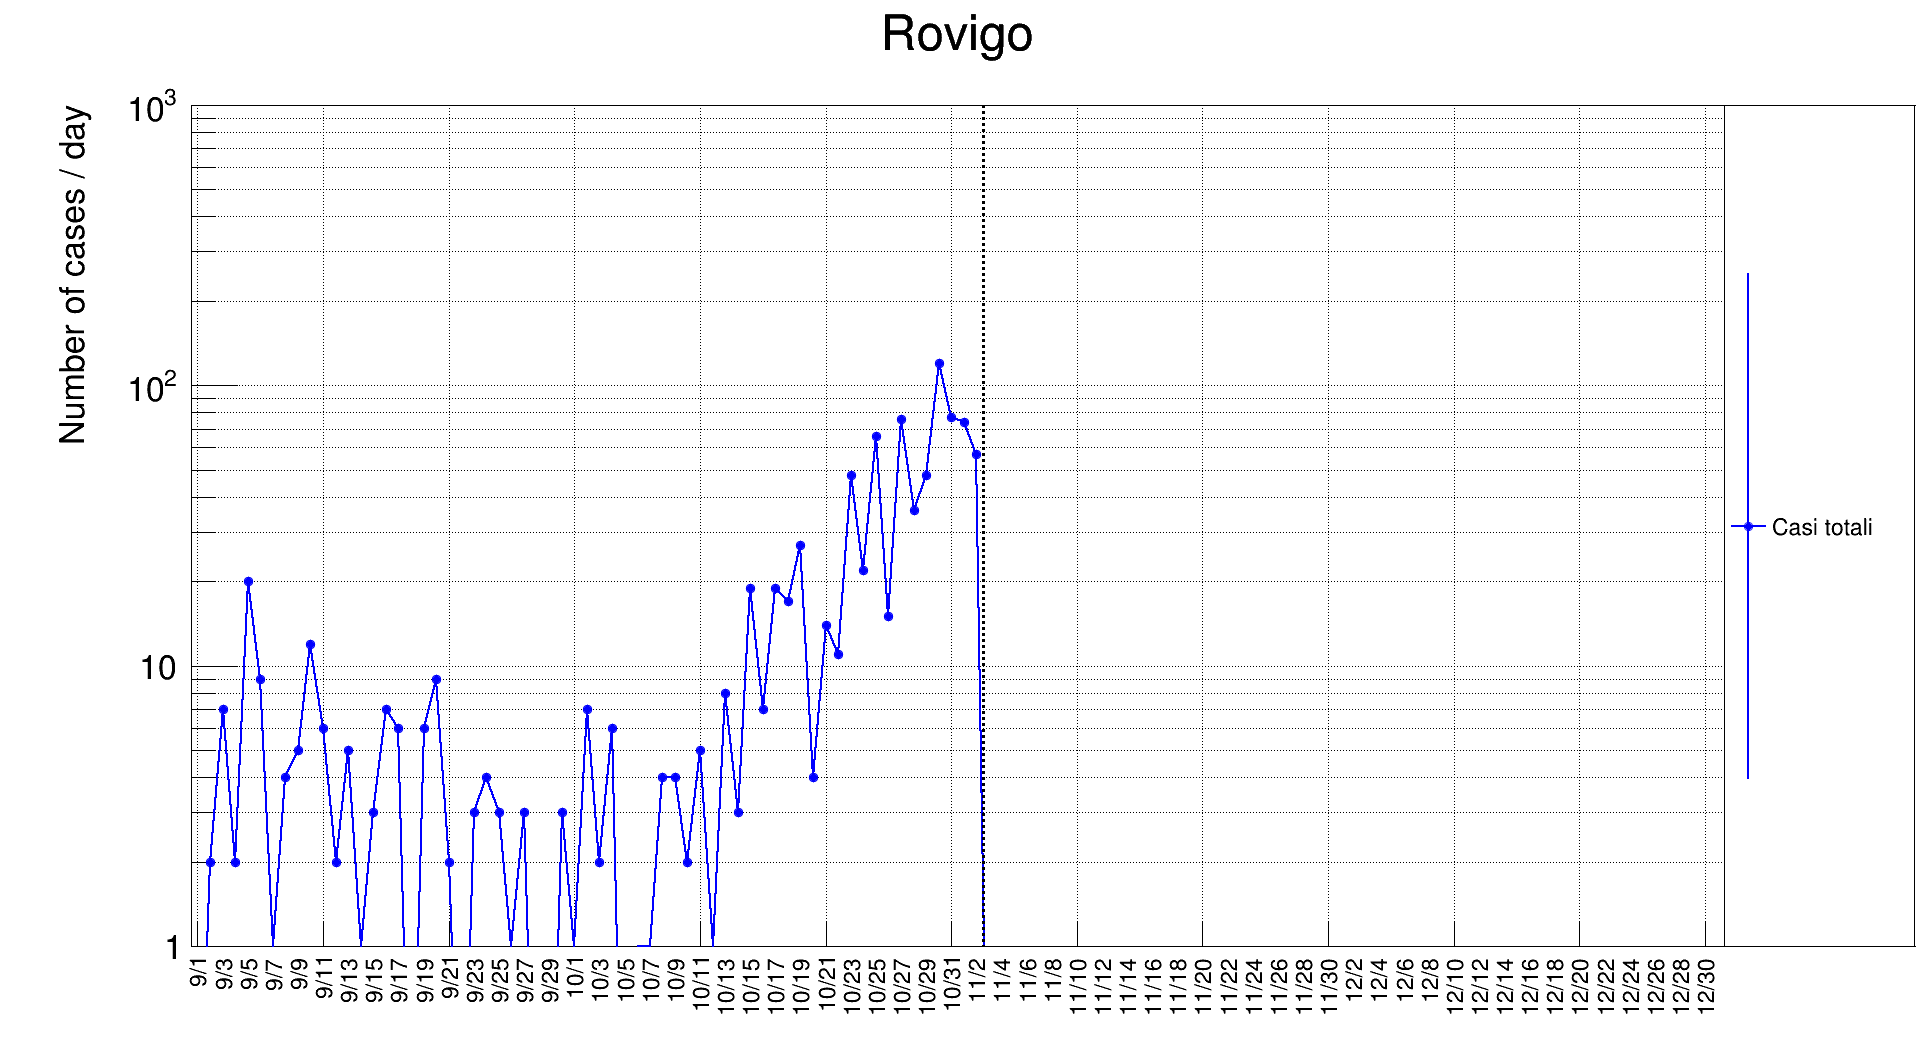 Rovigo
Number of cases / day
10³
10²
10
1
9/1 9/3 9/5 9/7 9/9 9/11 9/13 9/15 9/17 9/19 9/21 9/23 9/25 9/27 9/29 10/1 10/3 10/5 10/7 10/9 10/11 10/13 10/15 10/17 10/19 10/21 10/23 10/25 10/27 10/29 10/31 11/2 11/4 11/6 11/8 11/10 11/12 11/14 11/16 11/18 11/20 11/22 11/24 11/26 11/28 11/30 12/2 12/4 12/6 12/8 12/10 12/12 12/14 12/16 12/18 12/20 12/22 12/24 12/26 12/28 12/30
Casi totali